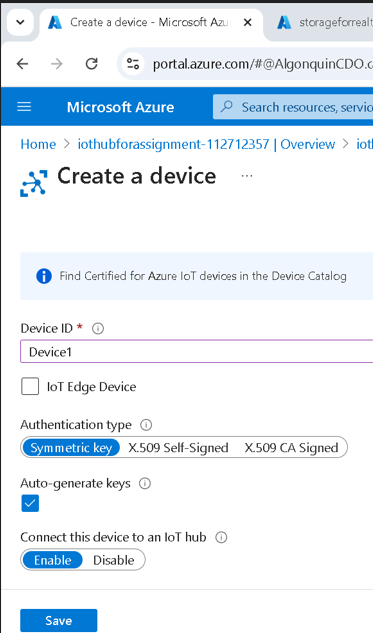 Create a device - Microsoft Azu
storageforrealt
portal.azure.com/#@AlgonquinCDO.
Microsoft Azure
Search resources, servic
Home > iothubforassignment-112712357 | Overview > iot
Create a device ...
Find Certified for Azure IoT devices in the Device Catalog
Device ID *
Device1
IoT Edge Device
Authentication type
Symmetric key X.509 Self-Signed X.509 CA Signed
Auto-generate keys
Connect this device to an IoT hub
Enable Disable
Save